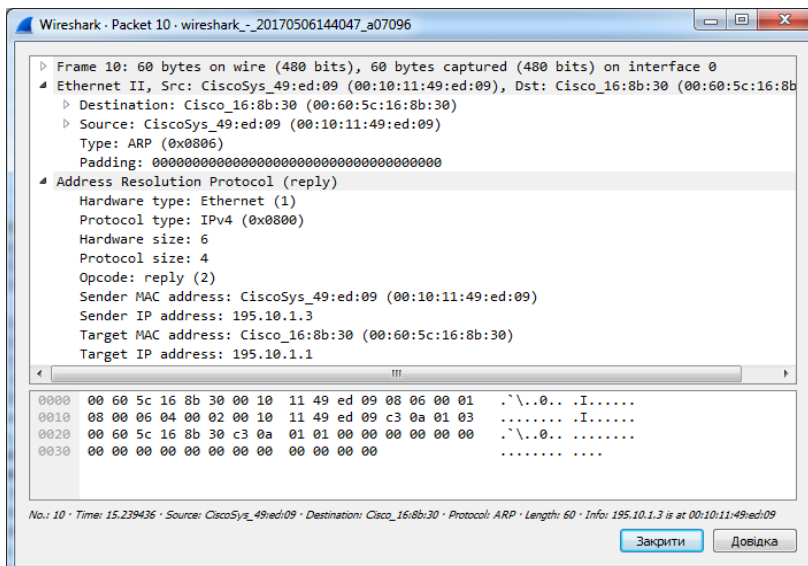 Wireshark · Packet 10 · wireshark_-_20170506144047_a07096
Frame 10: 60 bytes on wire (480 bits), 60 bytes captured (480 bits) on interface 0
Ethernet II, Src: CiscoSys_49:ed:09 (00:10:11:49:ed:09), Dst: Cisco_16:8b:30 (00:60:5c:16:8b
Destination: Cisco_16:8b:30 (00:60:5c:16:8b:30)
Source: CiscoSys_49:ed:09 (00:10:11:49:ed:09)
Type: ARP (0x0806)
Padding: 000000000000000000000000000000000000
Address Resolution Protocol (reply)
Hardware type: Ethernet (1)
Protocol type: IPv4 (0x0800)
Hardware size: 6
Protocol size: 4
Opcode: reply (2)
Sender MAC address: CiscoSys_49:ed:09 (00:10:11:49:ed:09)
Sender IP address: 195.10.1.3
Target MAC address: Cisco_16:8b:30 (00:60:5c:16:8b:30)
Target IP address: 195.10.1.1
0000 00 60 5c 16 8b 30 00 10 11 49 ed 09 08 06 00 01 .`\..0.. .I......
0010 08 00 06 04 00 02 00 10 11 49 ed 09 c3 0a 01 03 ........ .I......
0020 00 60 5c 16 8b 30 c3 0a 01 01 00 00 00 00 00 00 .`\..0.. ........
0030 00 00 00 00 00 00 00 00 00 00 00 00 ........ ....
No.: 10 · Time: 15.239436 · Source: CiscoSys_49:ed:09 · Destination: Cisco_16:8b:30 · Protocol: ARP · Length: 60 · Info: 195.10.1.3 is at 00:10:11:49:ed:09
Закрити Довідка